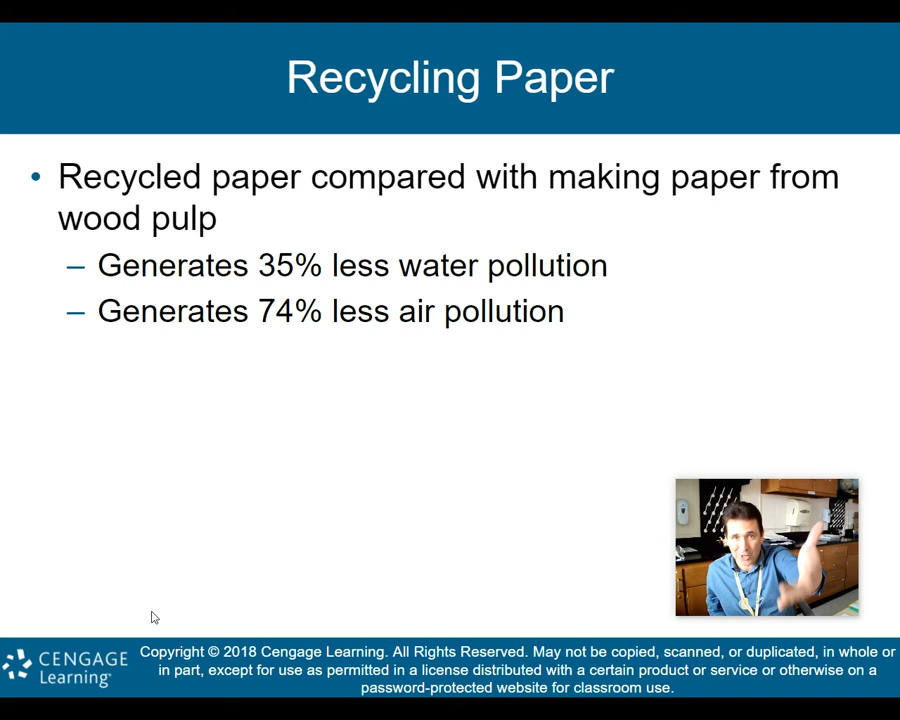 Recycling Paper
• Recycled paper compared with making paper from
wood pulp
– Generates 35% less water pollution
– Generates 74% less air pollution
CENGAGE
Learning
Copyright © 2018 Cengage Learning. All Rights Reserved. May not be copied, scanned, or duplicated, in whole or
in part, except for use as permitted in a license distributed with a certain product or service or otherwise on a
password-protected website for classroom use.